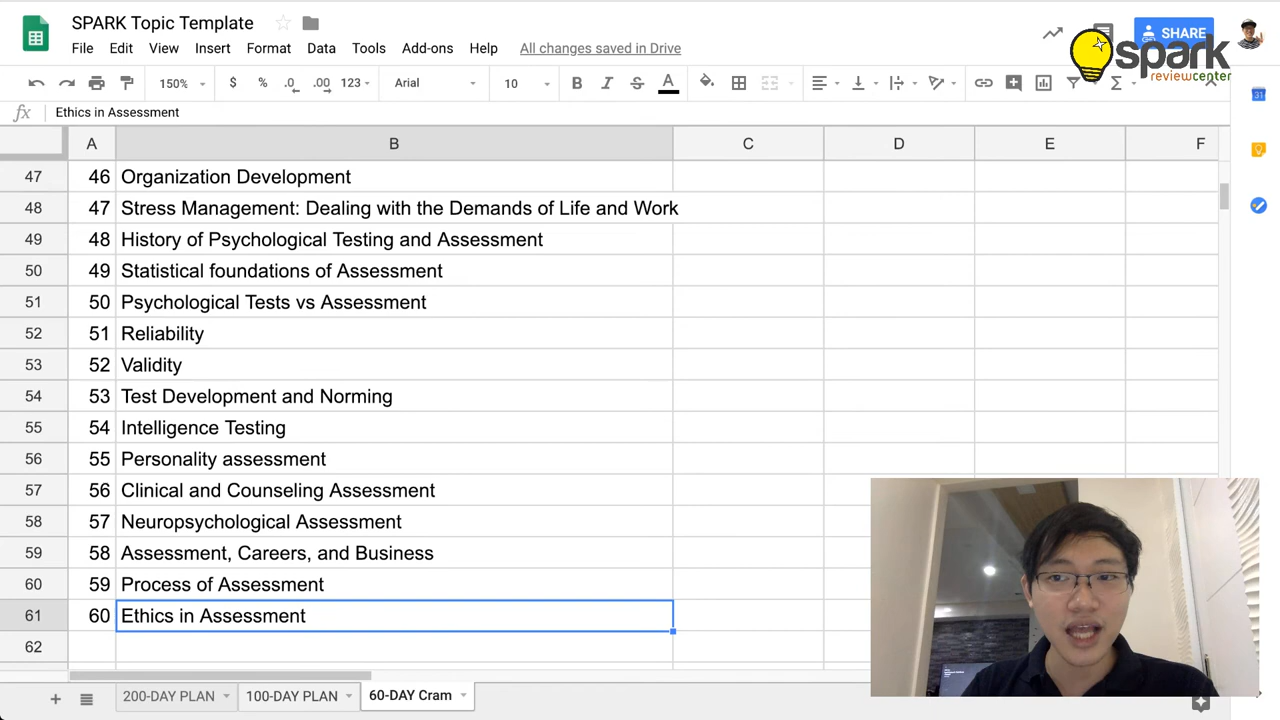 SPARK Topic Template
File Edit View Insert Format Data Tools Add-ons Help All changes saved in Drive
SHARE
spark
reviewcenter
150% $ % .0 .00 123 Arial 10 B I S A
31
fx Ethics in Assessment
A B C D E F
47 46 Organization Development
48 47 Stress Management: Dealing with the Demands of Life and Work
49 48 History of Psychological Testing and Assessment
50 49 Statistical foundations of Assessment
51 50 Psychological Tests vs Assessment
52 51 Reliability
53 52 Validity
54 53 Test Development and Norming
55 54 Intelligence Testing
56 55 Personality assessment
57 56 Clinical and Counseling Assessment
58 57 Neuropsychological Assessment
59 58 Assessment, Careers, and Business
60 59 Process of Assessment
61 60 Ethics in Assessment
62
200-DAY PLAN 100-DAY PLAN 60-DAY Cram